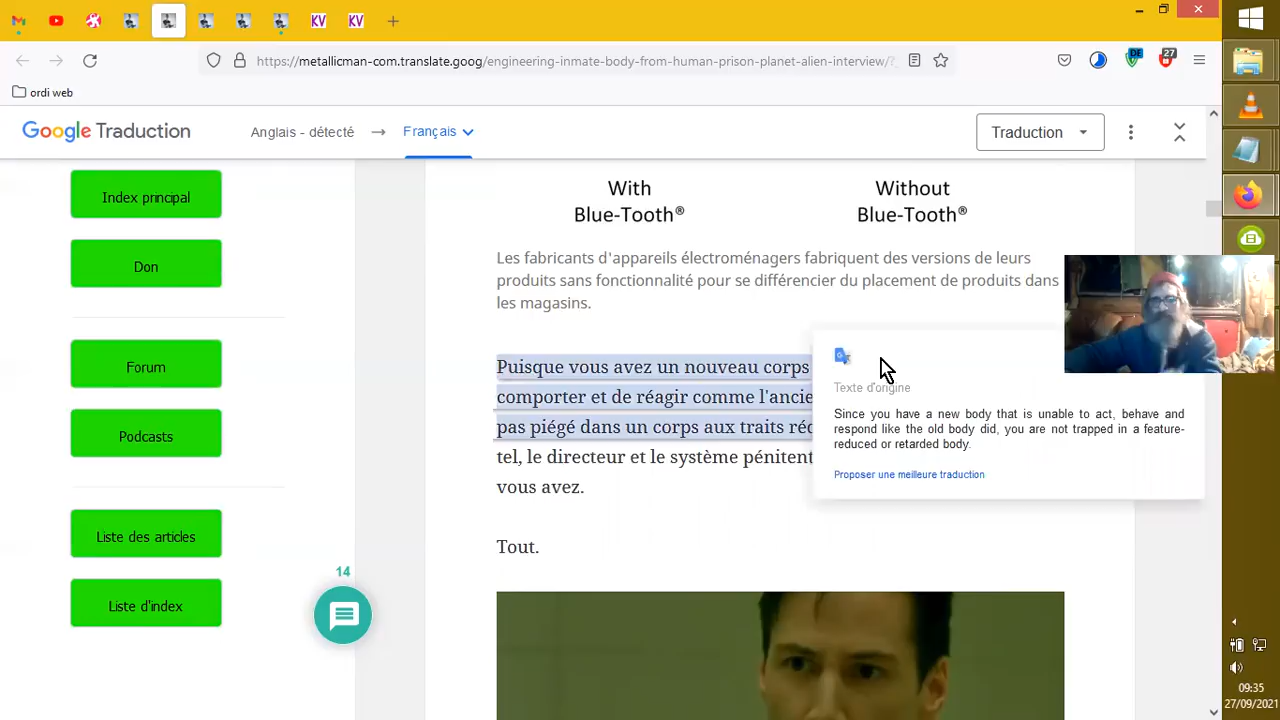 KV
KV
DE
27
https://metallicman-com.translate.goog/engineering-inmate-body-from-human-prison-planet-alien-interview/?_
ordi web
Google Traduction
Anglais - détecté
Français
Traduction
Index principal
Don
Forum
Podcasts
Liste des articles
Liste d'index
14
With
Blue-Tooth®
Without
Blue-Tooth®
Les fabricants d'appareils électroménagers fabriquent des versions de leurs
produits sans fonctionnalité pour se différencier du placement de produits dans
les magasins.
Puisque vous avez un nouveau corps
comporter et de réagir comme l'ancie
pas piégé dans un corps aux traits réd
tel, le directeur et le système pénitent
vous avez.
Tout.
Texte d'origine
Since you have a new body that is unable to act, behave and
respond like the old body did, you are not trapped in a feature-
reduced or retarded body.
Proposer une meilleure traduction
09:35
27/09/2021